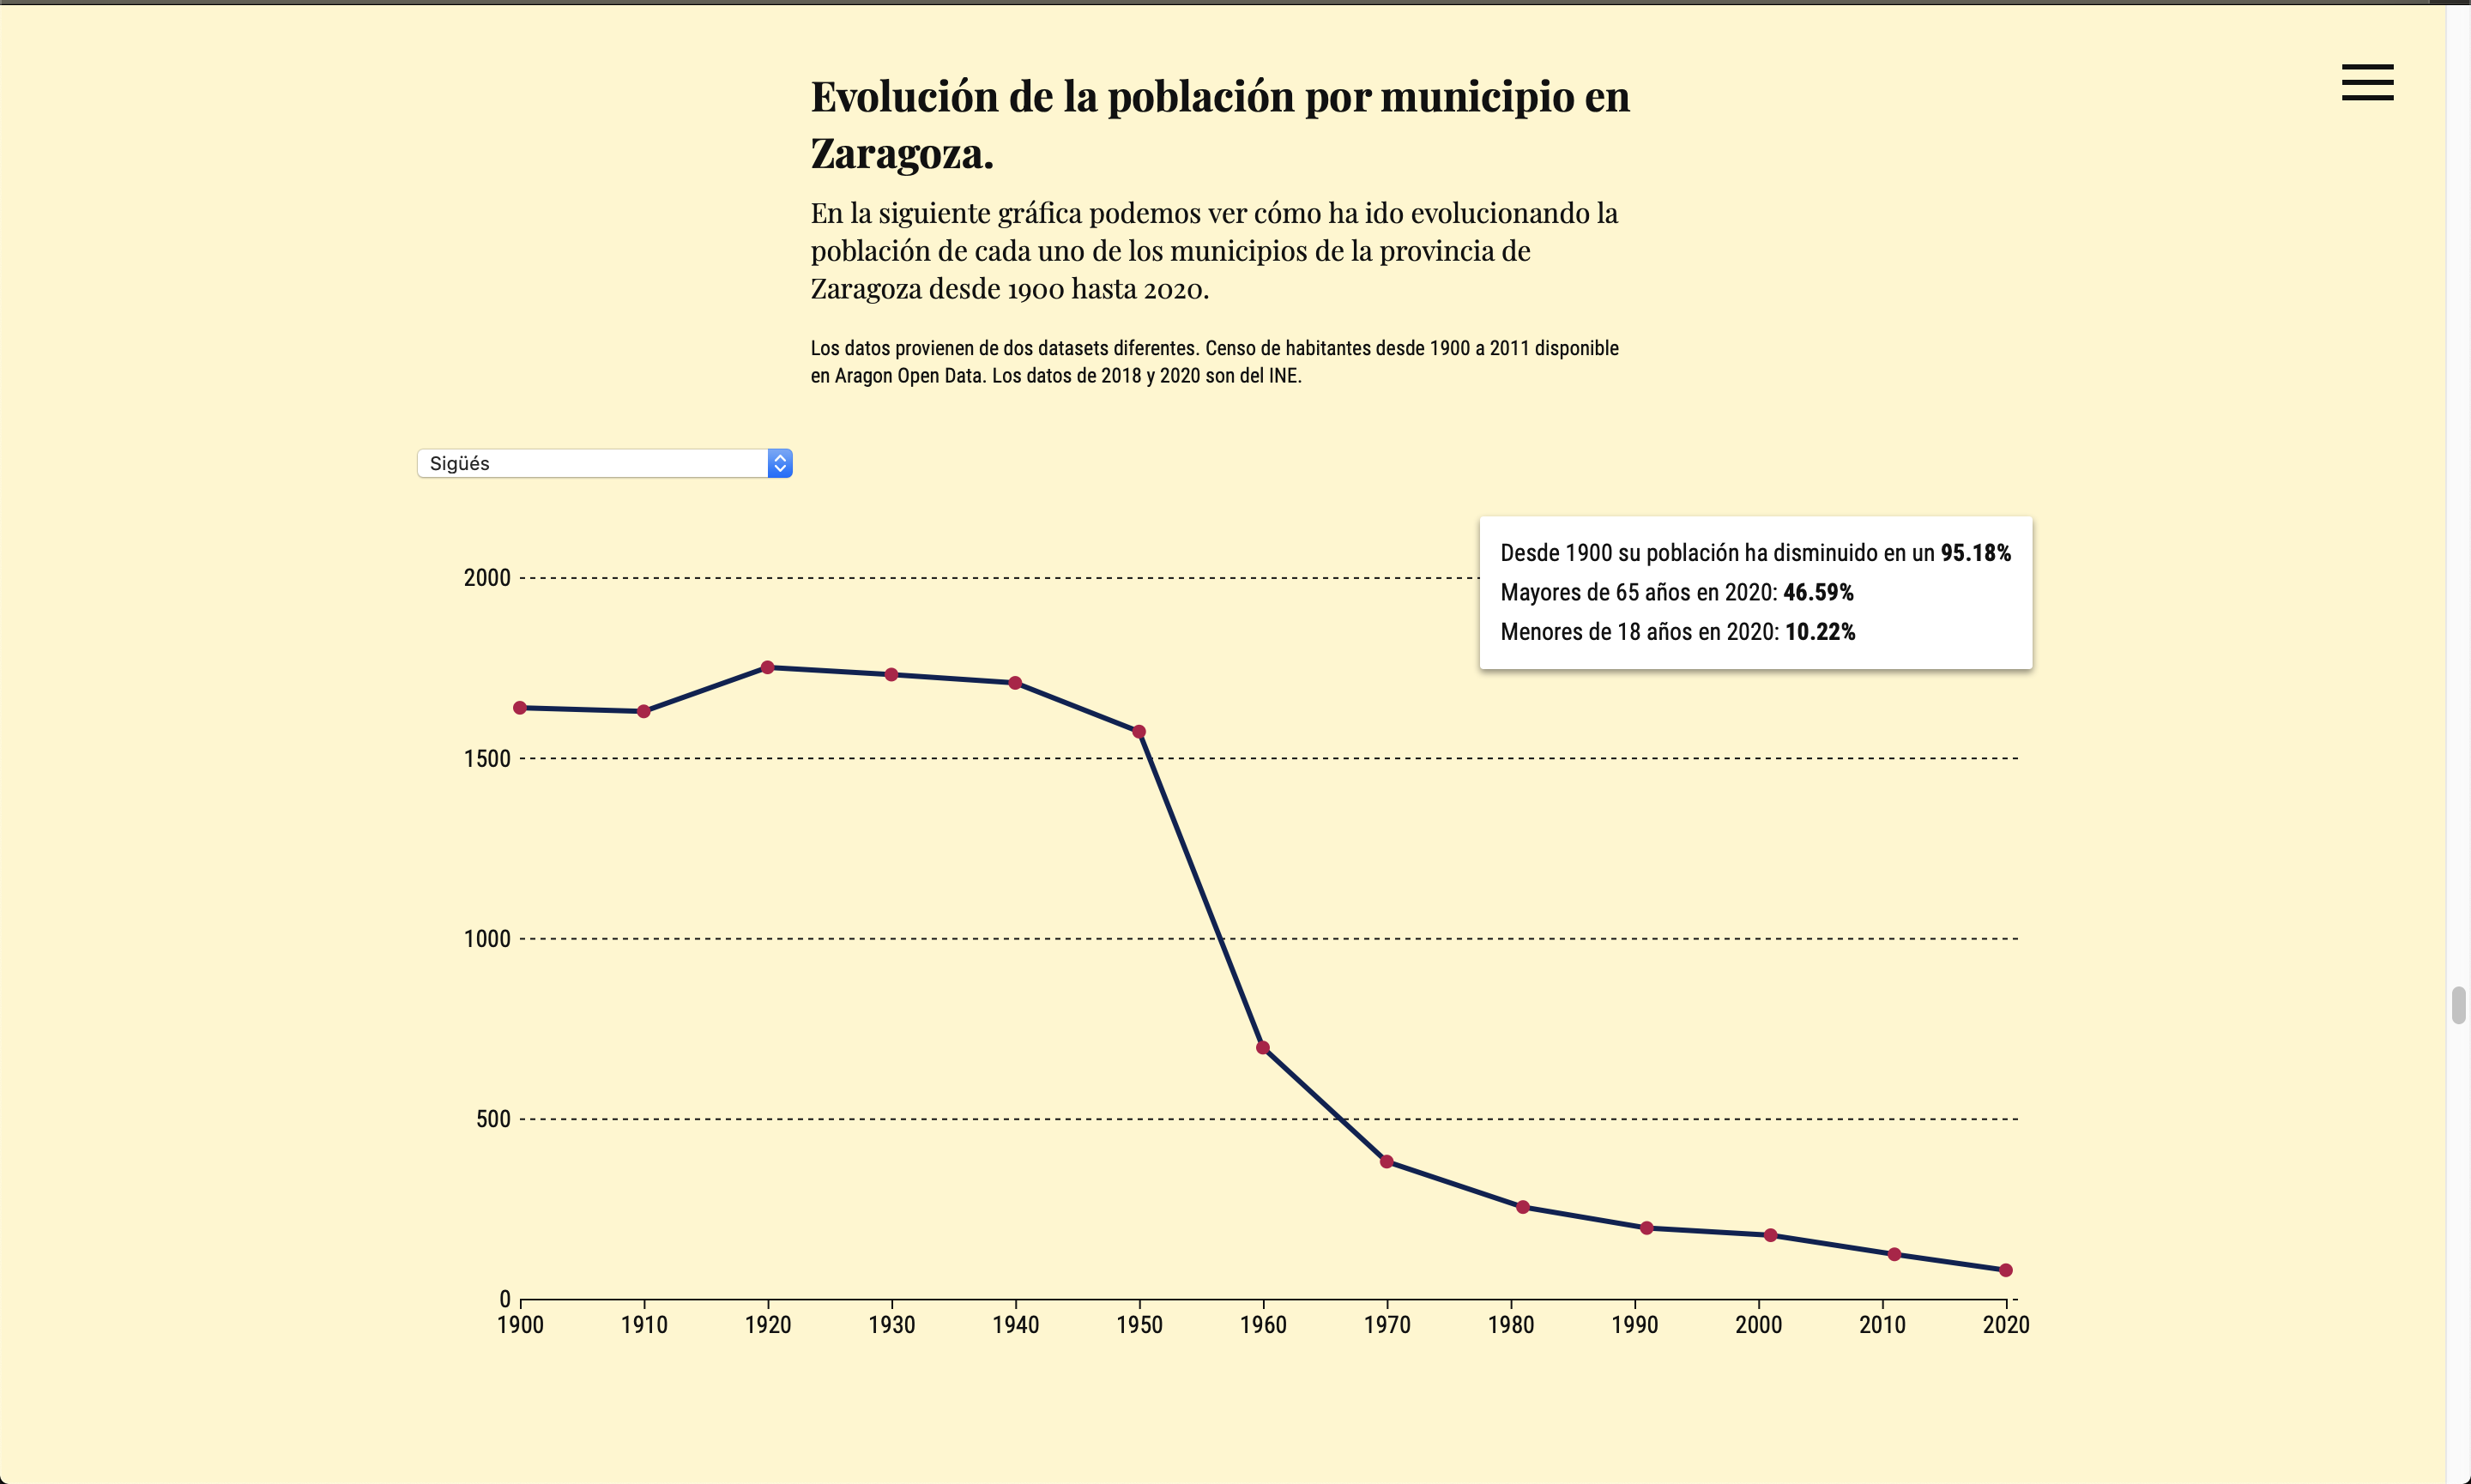 Evolución de la población por municipio en
Zaragoza.
En la siguiente gráfica podemos ver cómo ha ido evolucionando la
población de cada uno de los municipios de la provincia de
Zaragoza desde 1900 hasta 2020.
Los datos provienen de dos datasets diferentes. Censo de habitantes desde 1900 a 2011 disponible
en Aragon Open Data. Los datos de 2018 y 2020 son del INE.
Sigüés
Desde 1900 su población ha disminuido en un 95.18%
Mayores de 65 años en 2020: 46.59%
Menores de 18 años en 2020: 10.22%
2000
1500
1000
500
0
1900 1910 1920 1930 1940 1950 1960 1970 1980 1990 2000 2010 2020